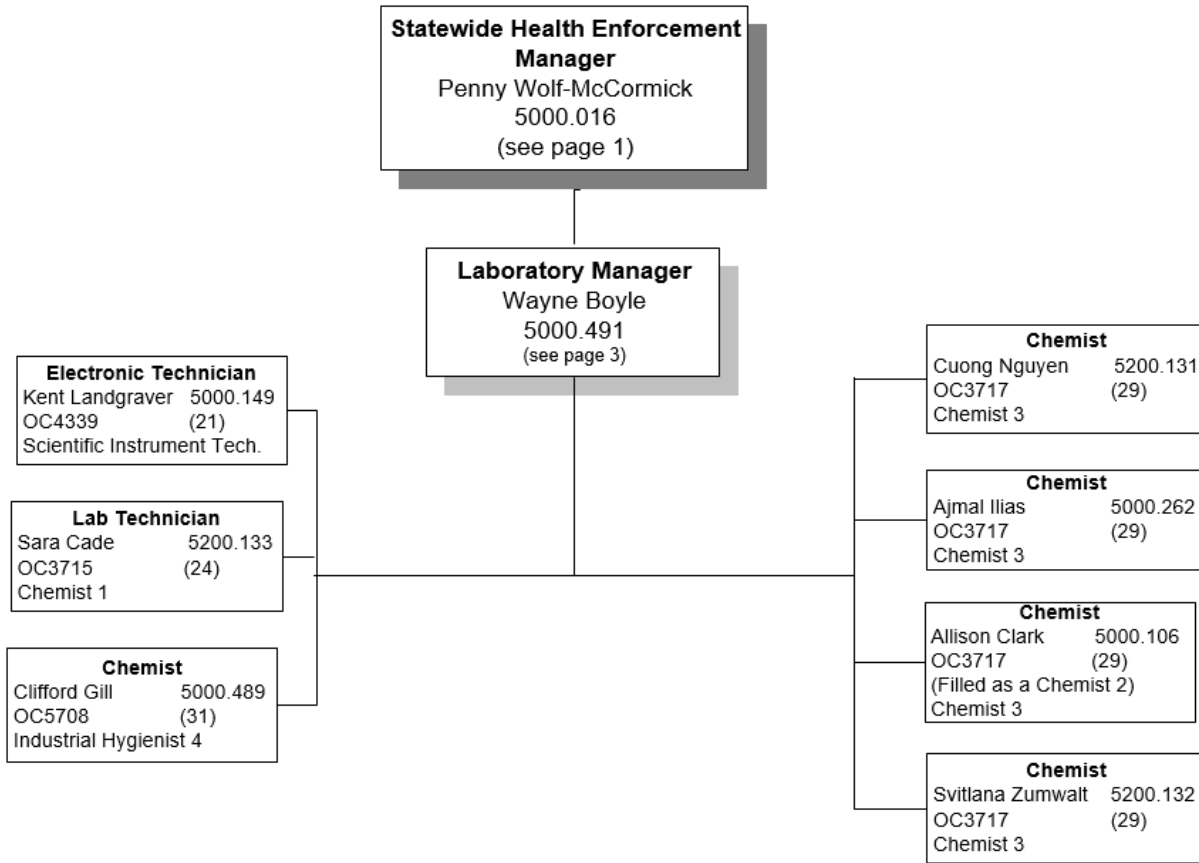 Statewide Health Enforcement
Manager
Penny Wolf-McCormick
5000.016
(see page 1)
Laboratory Manager
Wayne Boyle
5000.491
(see page 3)
Electronic Technician
Kent Landgraver 5000.149
OC4339 (21)
Scientific Instrument Tech.
Lab Technician
Sara Cade 5200.133
OC3715 (24)
Chemist 1
Chemist
Clifford Gill 5000.489
OC5708 (31)
Industrial Hygienist 4
Chemist
Cuong Nguyen 5200.131
OC3717 (29)
Chemist 3
Chemist
Ajmal Ilias 5000.262
OC3717 (29)
Chemist 3
Chemist
Allison Clark 5000.106
OC3717 (29)
(Filled as a Chemist 2)
Chemist 3
Chemist
Svitlana Zumwalt 5200.132
OC3717 (29)
Chemist 3